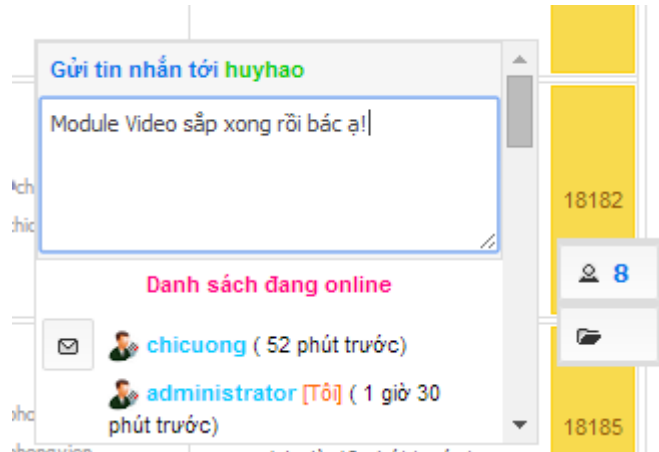 Gửi tin nhắn tới huyhao
Module Video sắp xong rồi bác ạ!
18182
8
Danh sách đang online
chicuong ( 52 phút trước)
administrator [Tôi] ( 1 giờ 30
phút trước)
18185